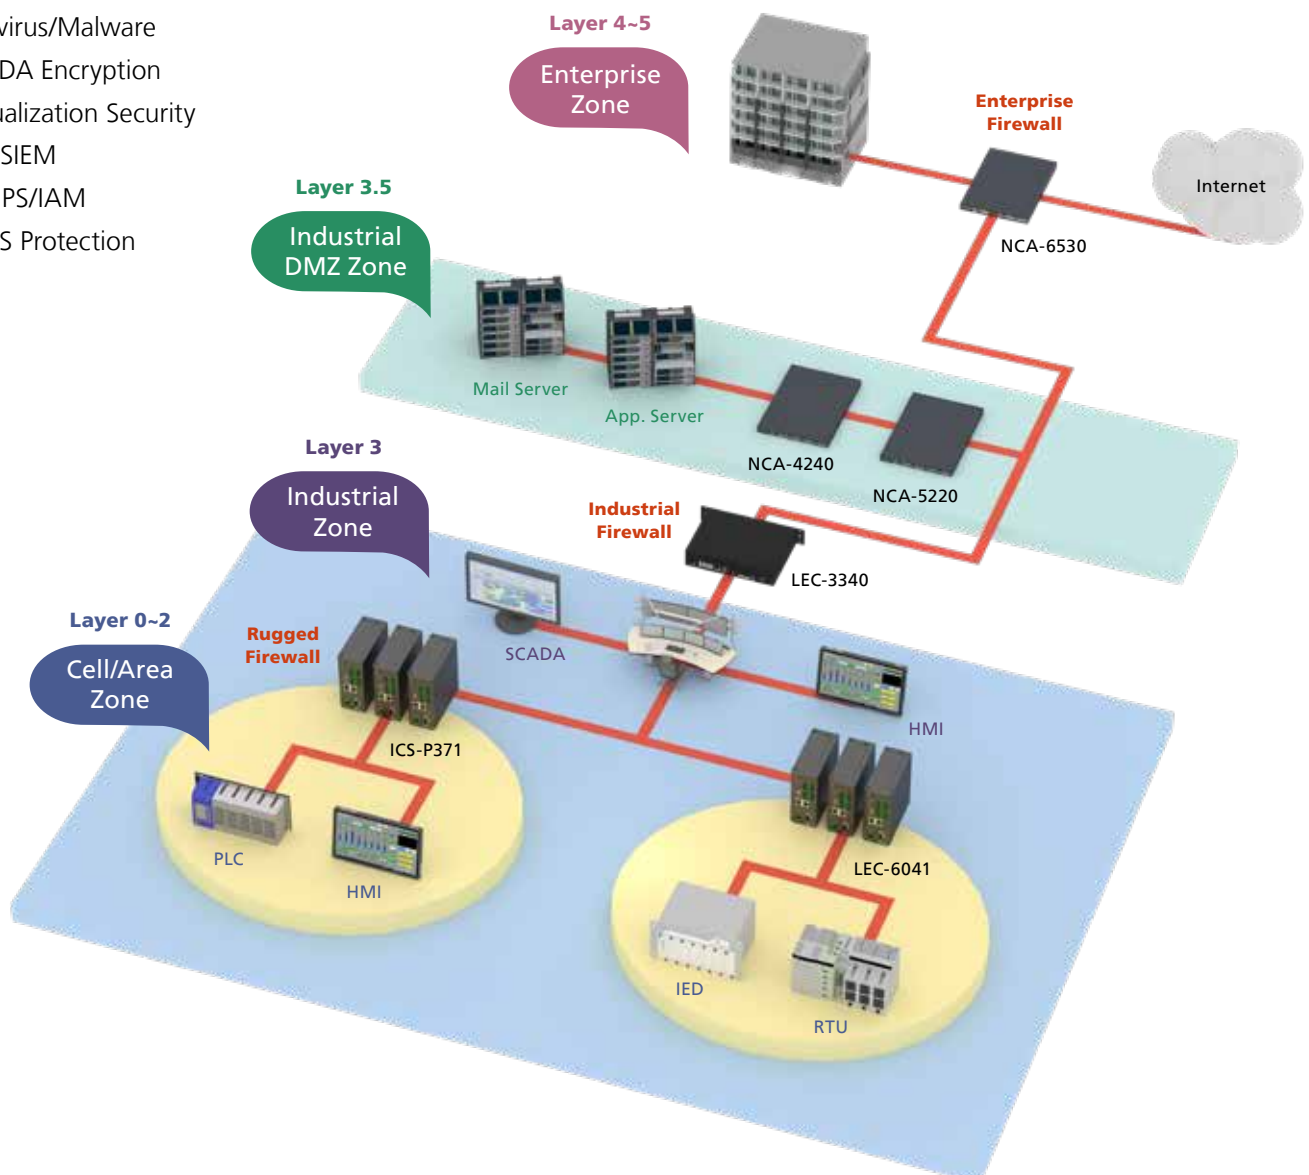 virus/Malware
DA Encryption
ualization Security
SIEM
PS/IAM
S Protection
Layer 4~5
Enterprise
Zone
Enterprise
Firewall
Internet
NCA-6530
Layer 3.5
Industrial
DMZ Zone
Mail Server
App. Server
NCA-4240
NCA-5220
Layer 3
Industrial
Zone
Industrial
Firewall
LEC-3340
SCADA
HMI
Layer 0~2
Cell/Area
Zone
Rugged
Firewall
ICS-P371
PLC
HMI
LEC-6041
IED
RTU